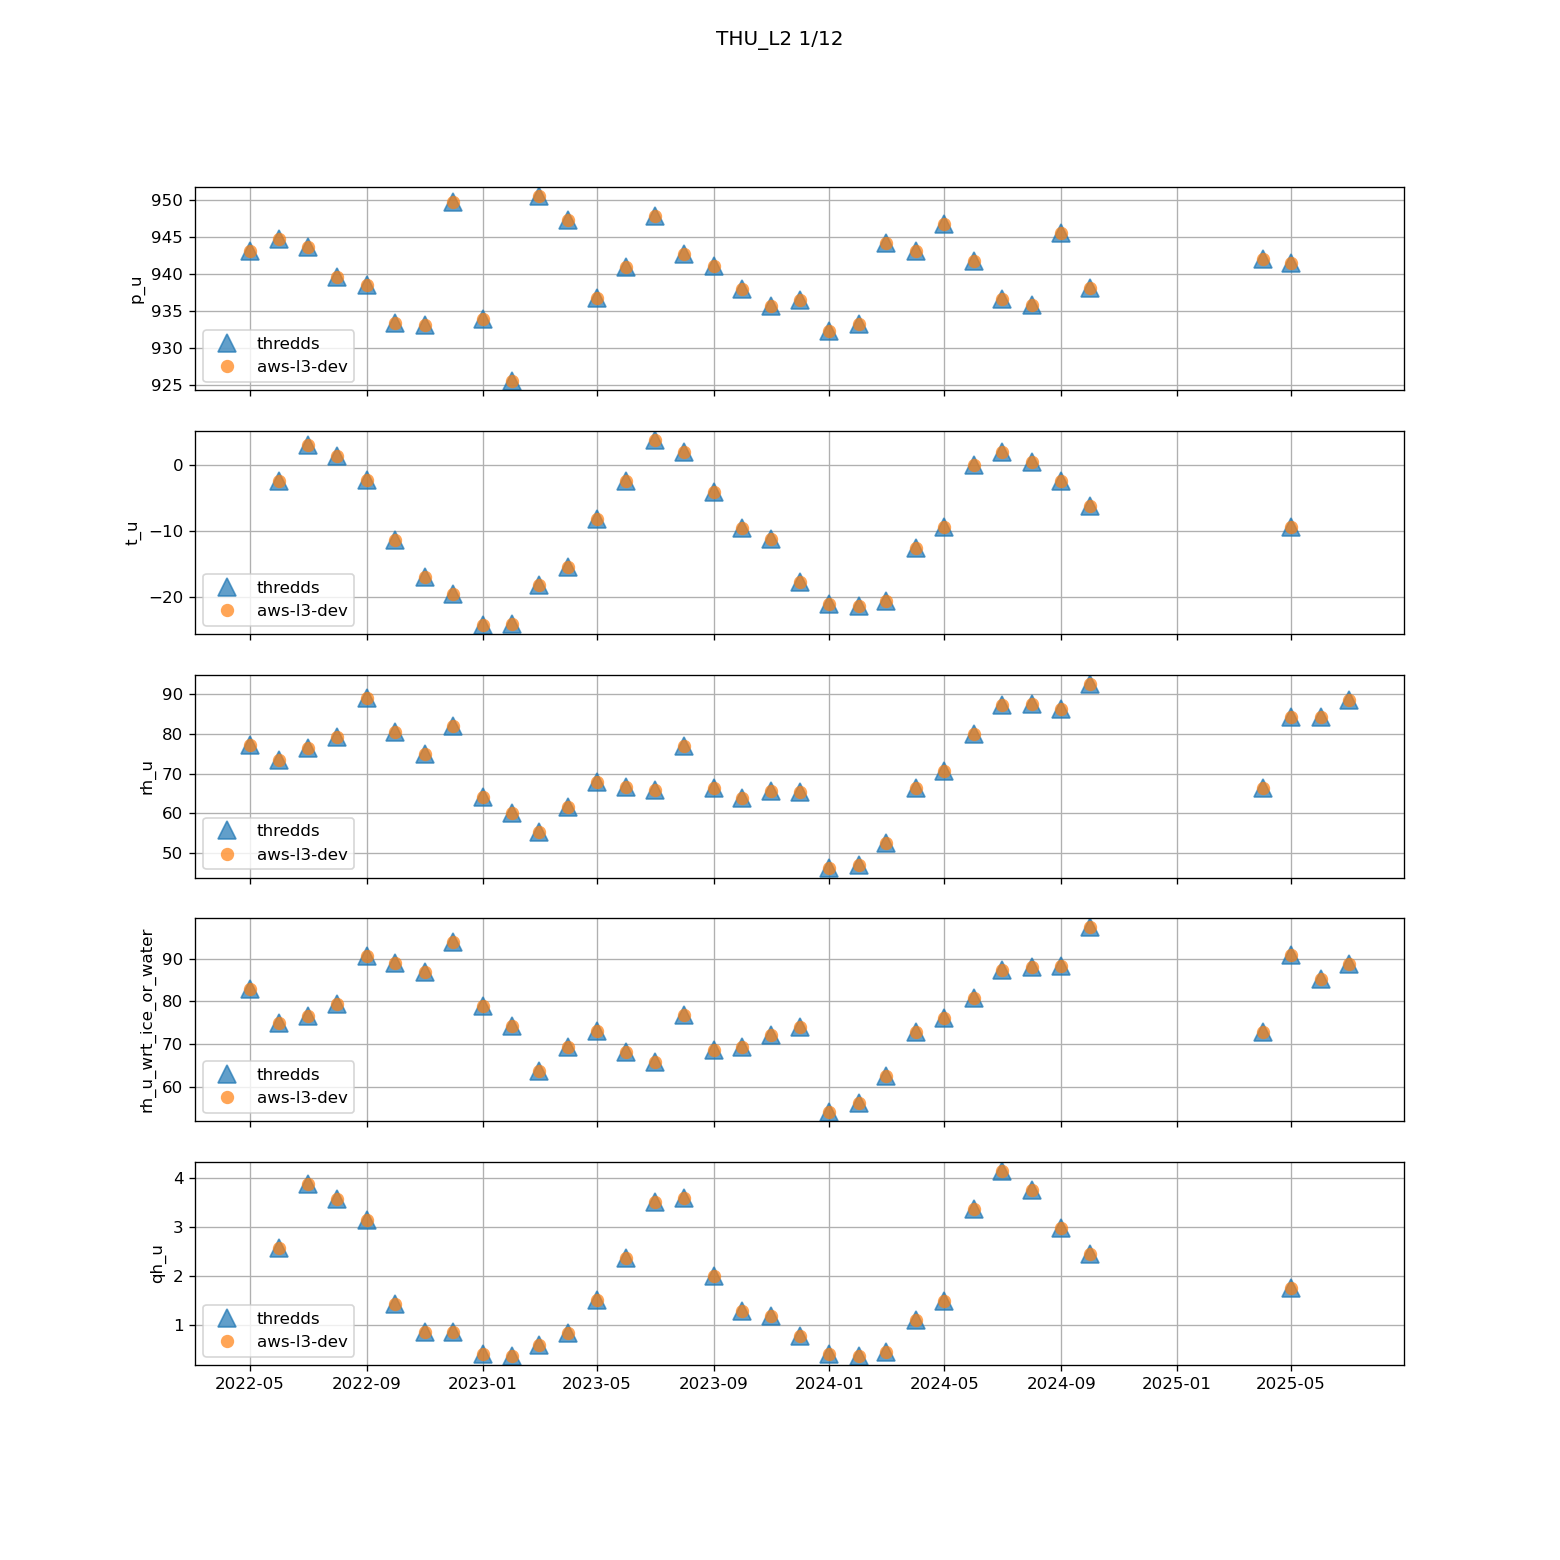 THU_L2 1/12
950
945
940
935
930
925
p_u
thredds
aws-l3-dev
0
−10
−20
t_u
thredds
aws-l3-dev
90
80
70
60
50
rh_u
thredds
aws-l3-dev
90
80
70
60
rh_u_wrt_ice_or_water
thredds
aws-l3-dev
4
3
2
1
qh_u
thredds
aws-l3-dev
2022-05 2022-09 2023-01 2023-05 2023-09 2024-01 2024-05 2024-09 2025-01 2025-05